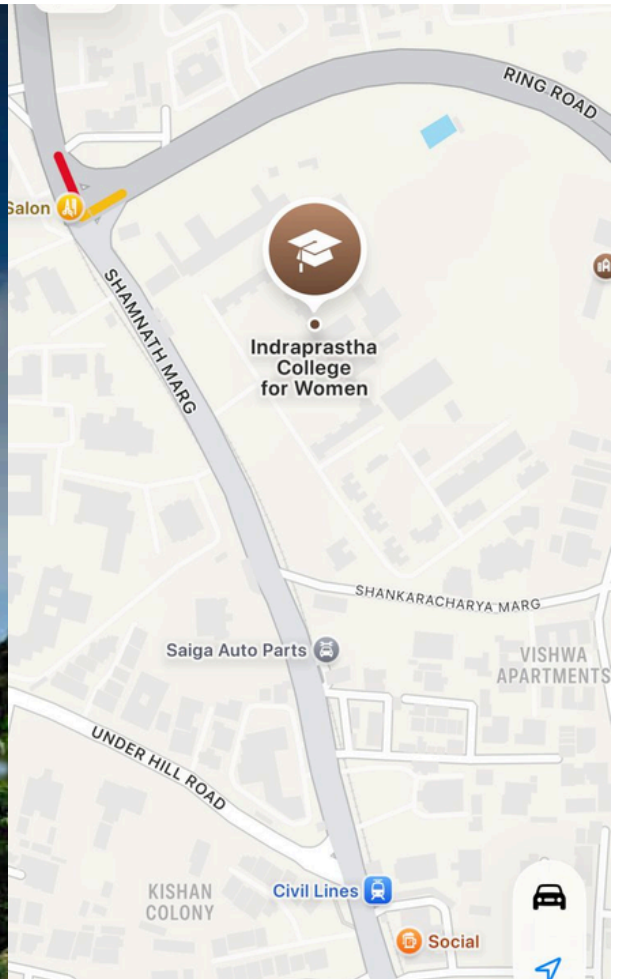 RING ROAD
Salon
SHAMNATH MARG
Indraprastha
College
for Women
SHANKARACHARYA MARG
Saiga Auto Parts
VISHWA
APARTMENTS
UNDER HILL ROAD
KISHAN
COLONY
Civil Lines
Social